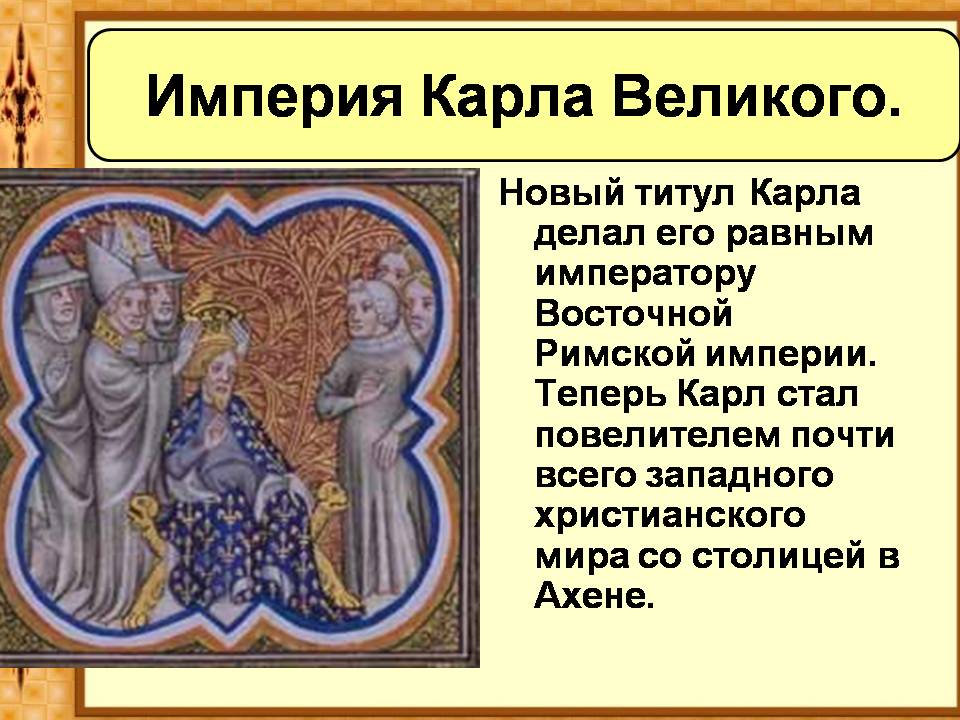 Империя Карла Великого.
Новый титул Карла
делал его равным
императору
Восточной
Римской империи.
Теперь Карл стал
повелителем почти
всего западного
христианского
мира со столицей в
Ахене.